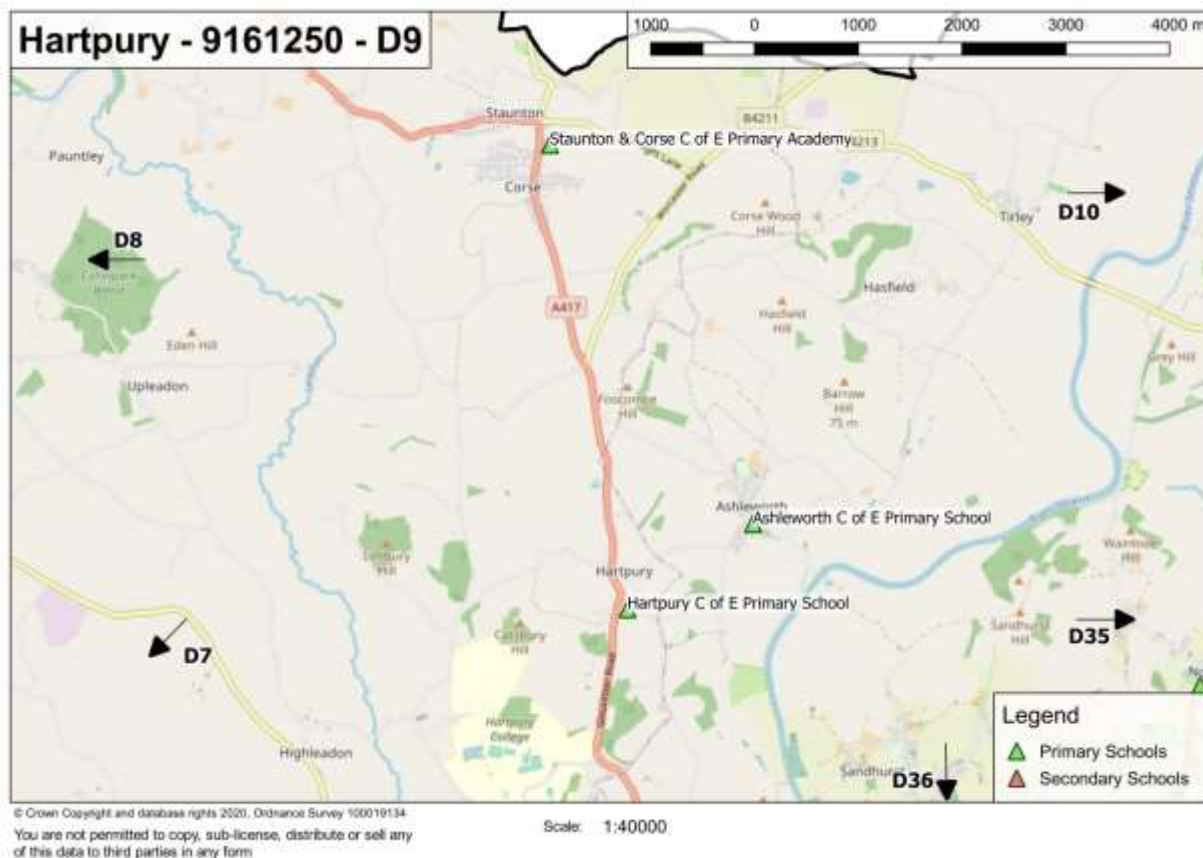 Hartpury - 9161250 - D9
1000 0 1000 2000 3000 4000 m
Staunton
B4211
Staunton & Corse C of E Primary Academy
Pauntley
Corse
Corse Wood
Hill
Tirley
D10
D8
Hasfield
A417
Hasfield
Hill
Eden Hill
Grey Hill
Upleadon
Foscombe
Hill
Barrow
Hill
75 m
Ashleworth
Ashleworth C of E Primary School
Hill
Hartpury
Hartpury C of E Primary School
Catsbury
Hill
Sandhurst
Hill
D35
D7
Hartpury
College
Highleadon
Sandhurst
D36
Legend
Primary Schools
Secondary Schools
© Crown Copyright and database rights 2020, Ordnance Survey 100019134
You are not permitted to copy, sub-license, distribute or sell any
of this data to third parties in any form
Scale: 1:40000